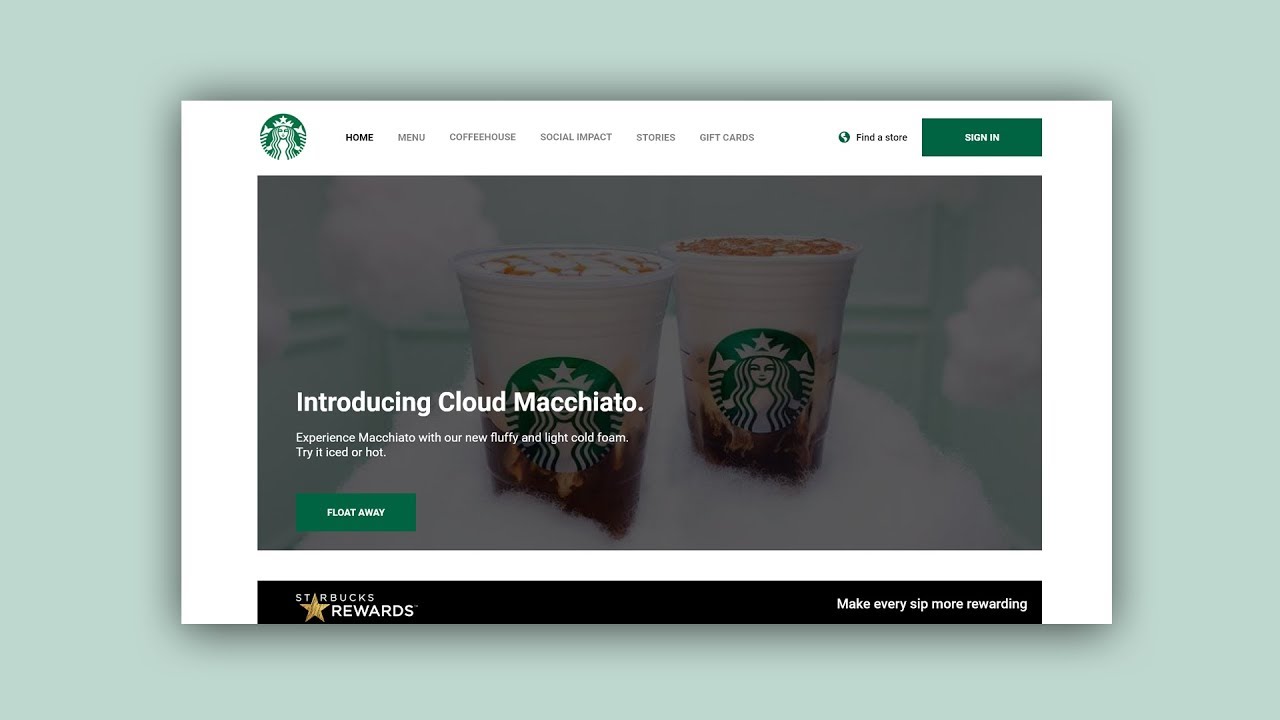 HOME MENU COFFEEHOUSE SOCIAL IMPACT STORIES GIFT CARDS Find a store SIGN IN
Introducing Cloud Macchiato.
Experience Macchiato with our new fluffy and light cold foam.
Try it iced or hot.
FLOAT AWAY
STARBUCKS
REWARDS™
Make every sip more rewarding